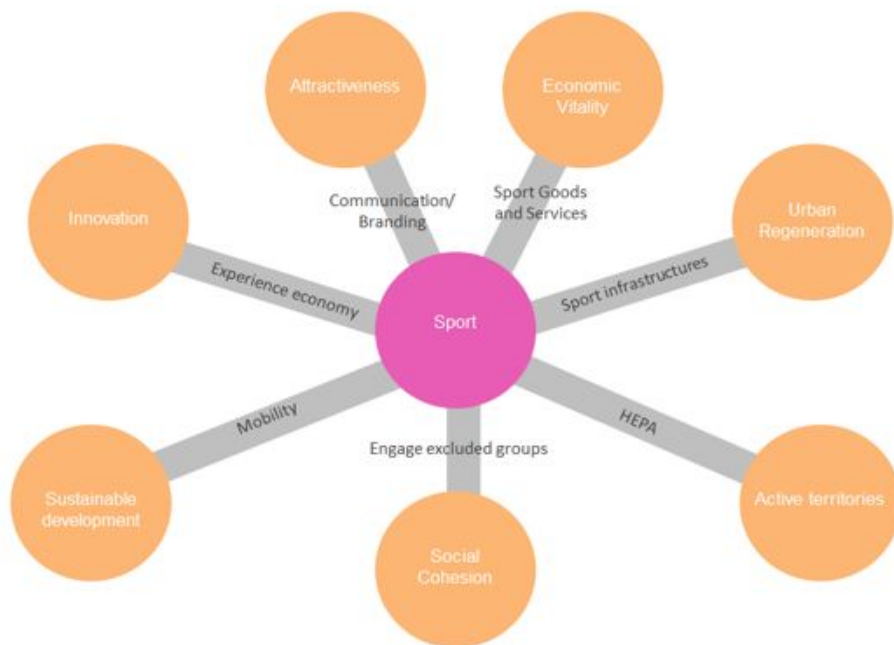 Attractiveness
Economic
Vitality
Communication/
Branding
Sport Goods
and Services
Innovation
Urban
Regeneration
Experience economy
Sport infrastructures
Sport
Mobility
HEPA
Engage excluded groups
Sustainable
development
Active territories
Social
Cohesion